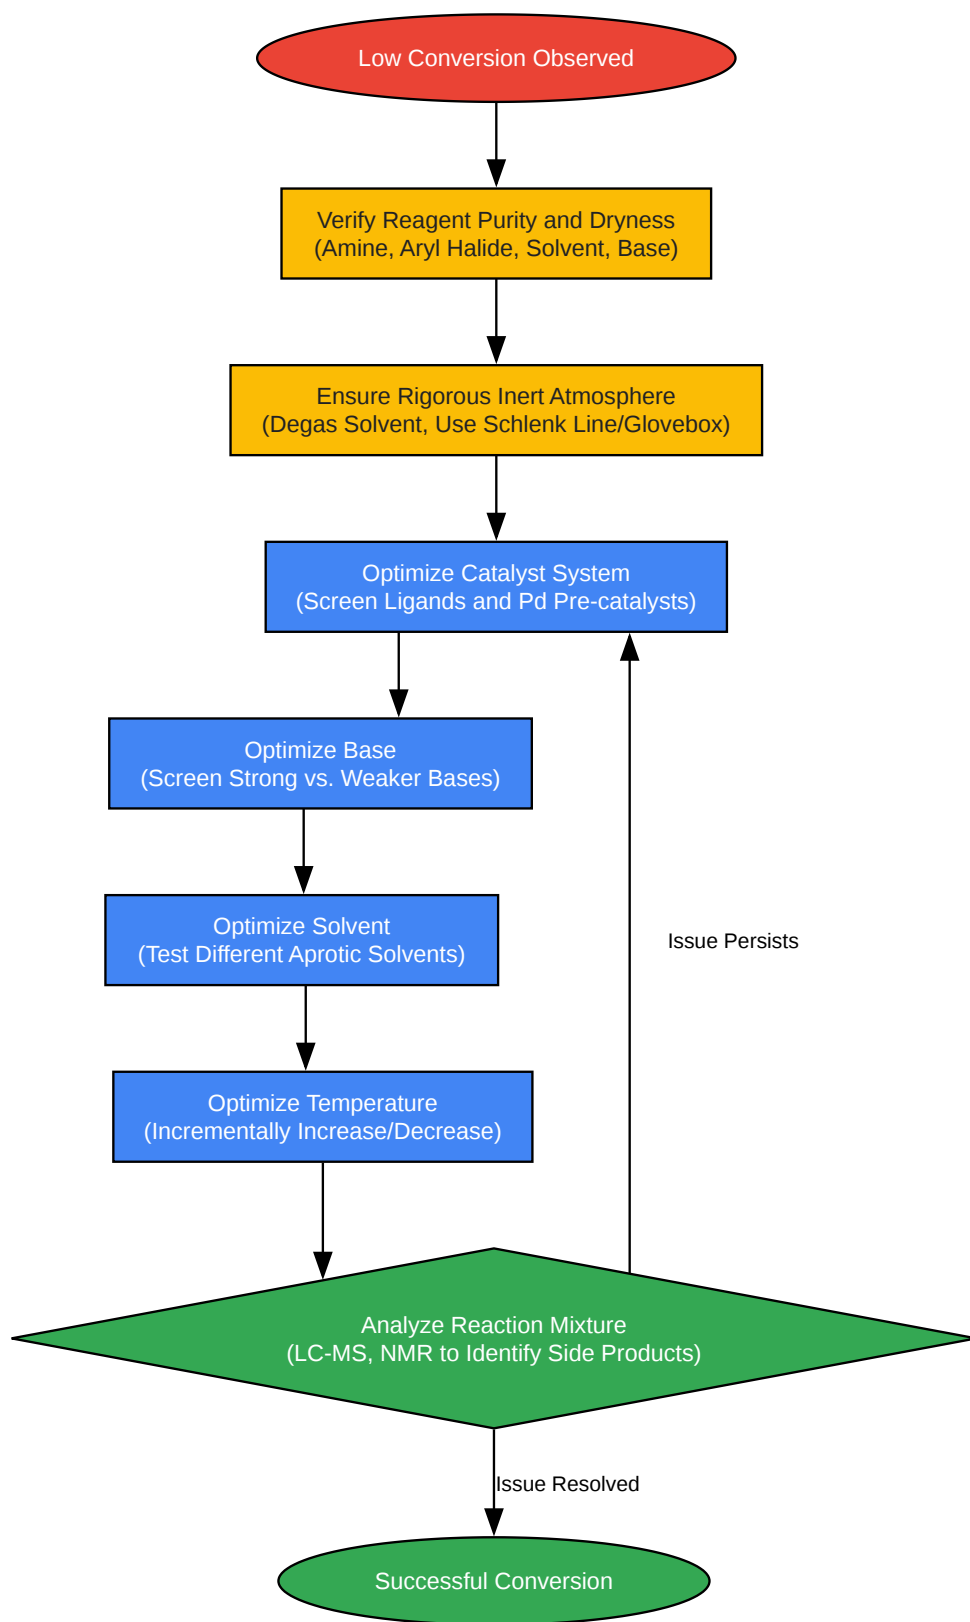 Low Conversion Observed
Verify Reagent Purity and Dryness
(Amine, Aryl Halide, Solvent, Base)
Ensure Rigorous Inert Atmosphere
(Degas Solvent, Use Schlenk Line/Glovebox)
Optimize Catalyst System
(Screen Ligands and Pd Pre-catalysts)
Optimize Base
(Screen Strong vs. Weaker Bases)
Optimize Solvent
(Test Different Aprotic Solvents)
Issue Persists
Optimize Temperature
(Incrementally Increase/Decrease)
Analyze Reaction Mixture
(LC-MS, NMR to Identify Side Products)
Issue Resolved
Successful Conversion